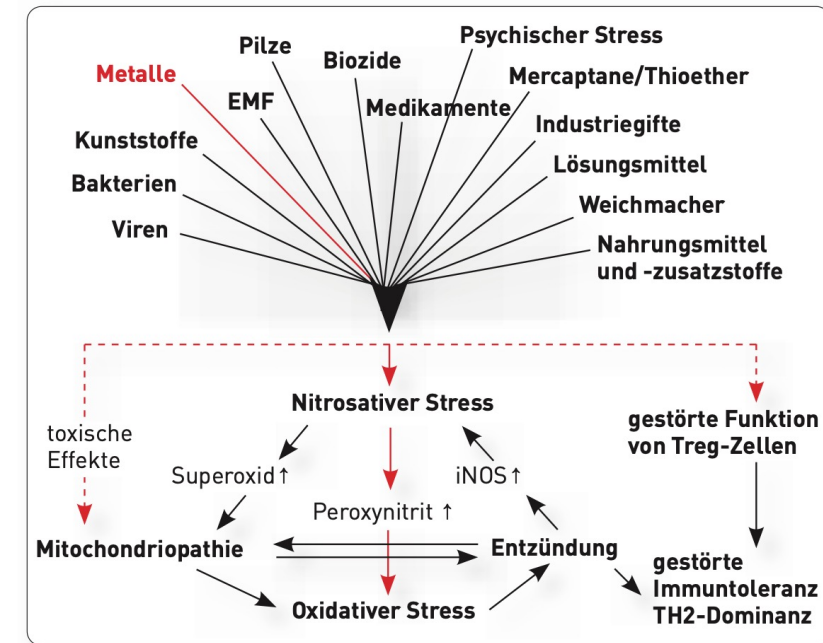 Psychischer Stress
Pilze
Biozide
Metalle
Mercaptane/Thioether
EMF
Medikamente
Industriegifte
Kunststoffe
Lösungsmittel
Bakterien
Weichmacher
Viren
Nahrungsmittel
und -zusatzstoffe
Nitrosativer Stress
gestörte Funktion
von Treg-Zellen
toxische
Effekte
Superoxid ↑
iNOS ↑
Peroxynitrit ↑
Mitochondriopathie
Entzündung
gestörte
Immuntoleranz
TH2-Dominanz
Oxidativer Stress